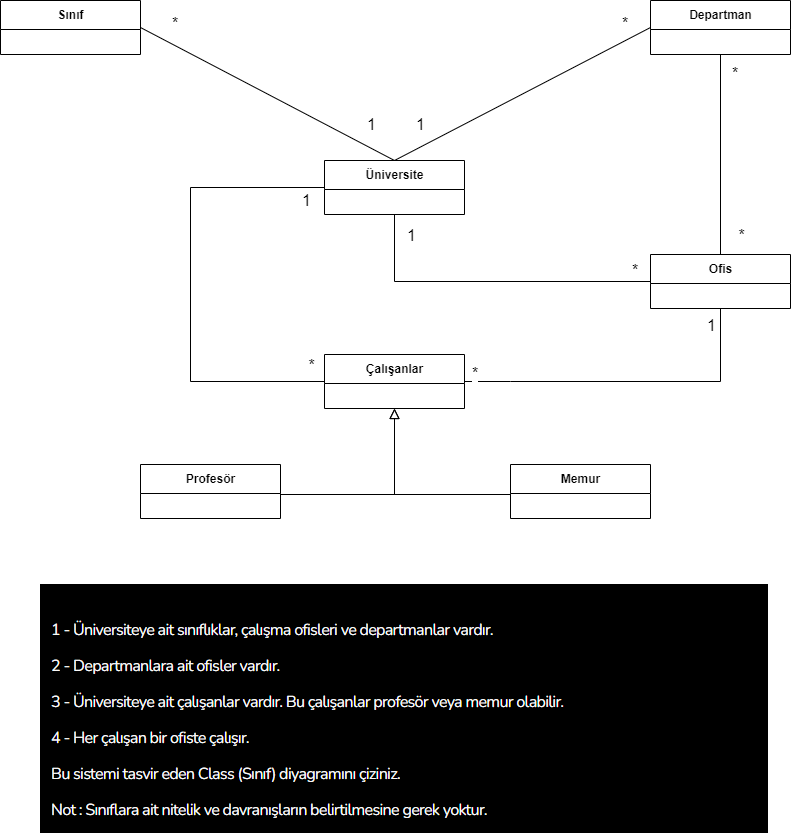 Sınıf
Departman
*
*
*
1
1
Üniversite
1
1
*
*
Ofis
1
*
Çalışanlar
*
Profesör
Memur
1 - Üniversiteye ait sınıflıklar, çalışma ofisleri ve departmanlar vardır.
2 - Departmanlara ait ofisler vardır.
3 - Üniversiteye ait çalışanlar vardır. Bu çalışanlar profesör veya memur olabilir.
4 - Her çalışan bir ofiste çalışır.
Bu sistemi tasvir eden Class (Sınıf) diyagramını çiziniz.
Not : Sınıflara ait nitelik ve davranışların belirtilmesine gerek yoktur.